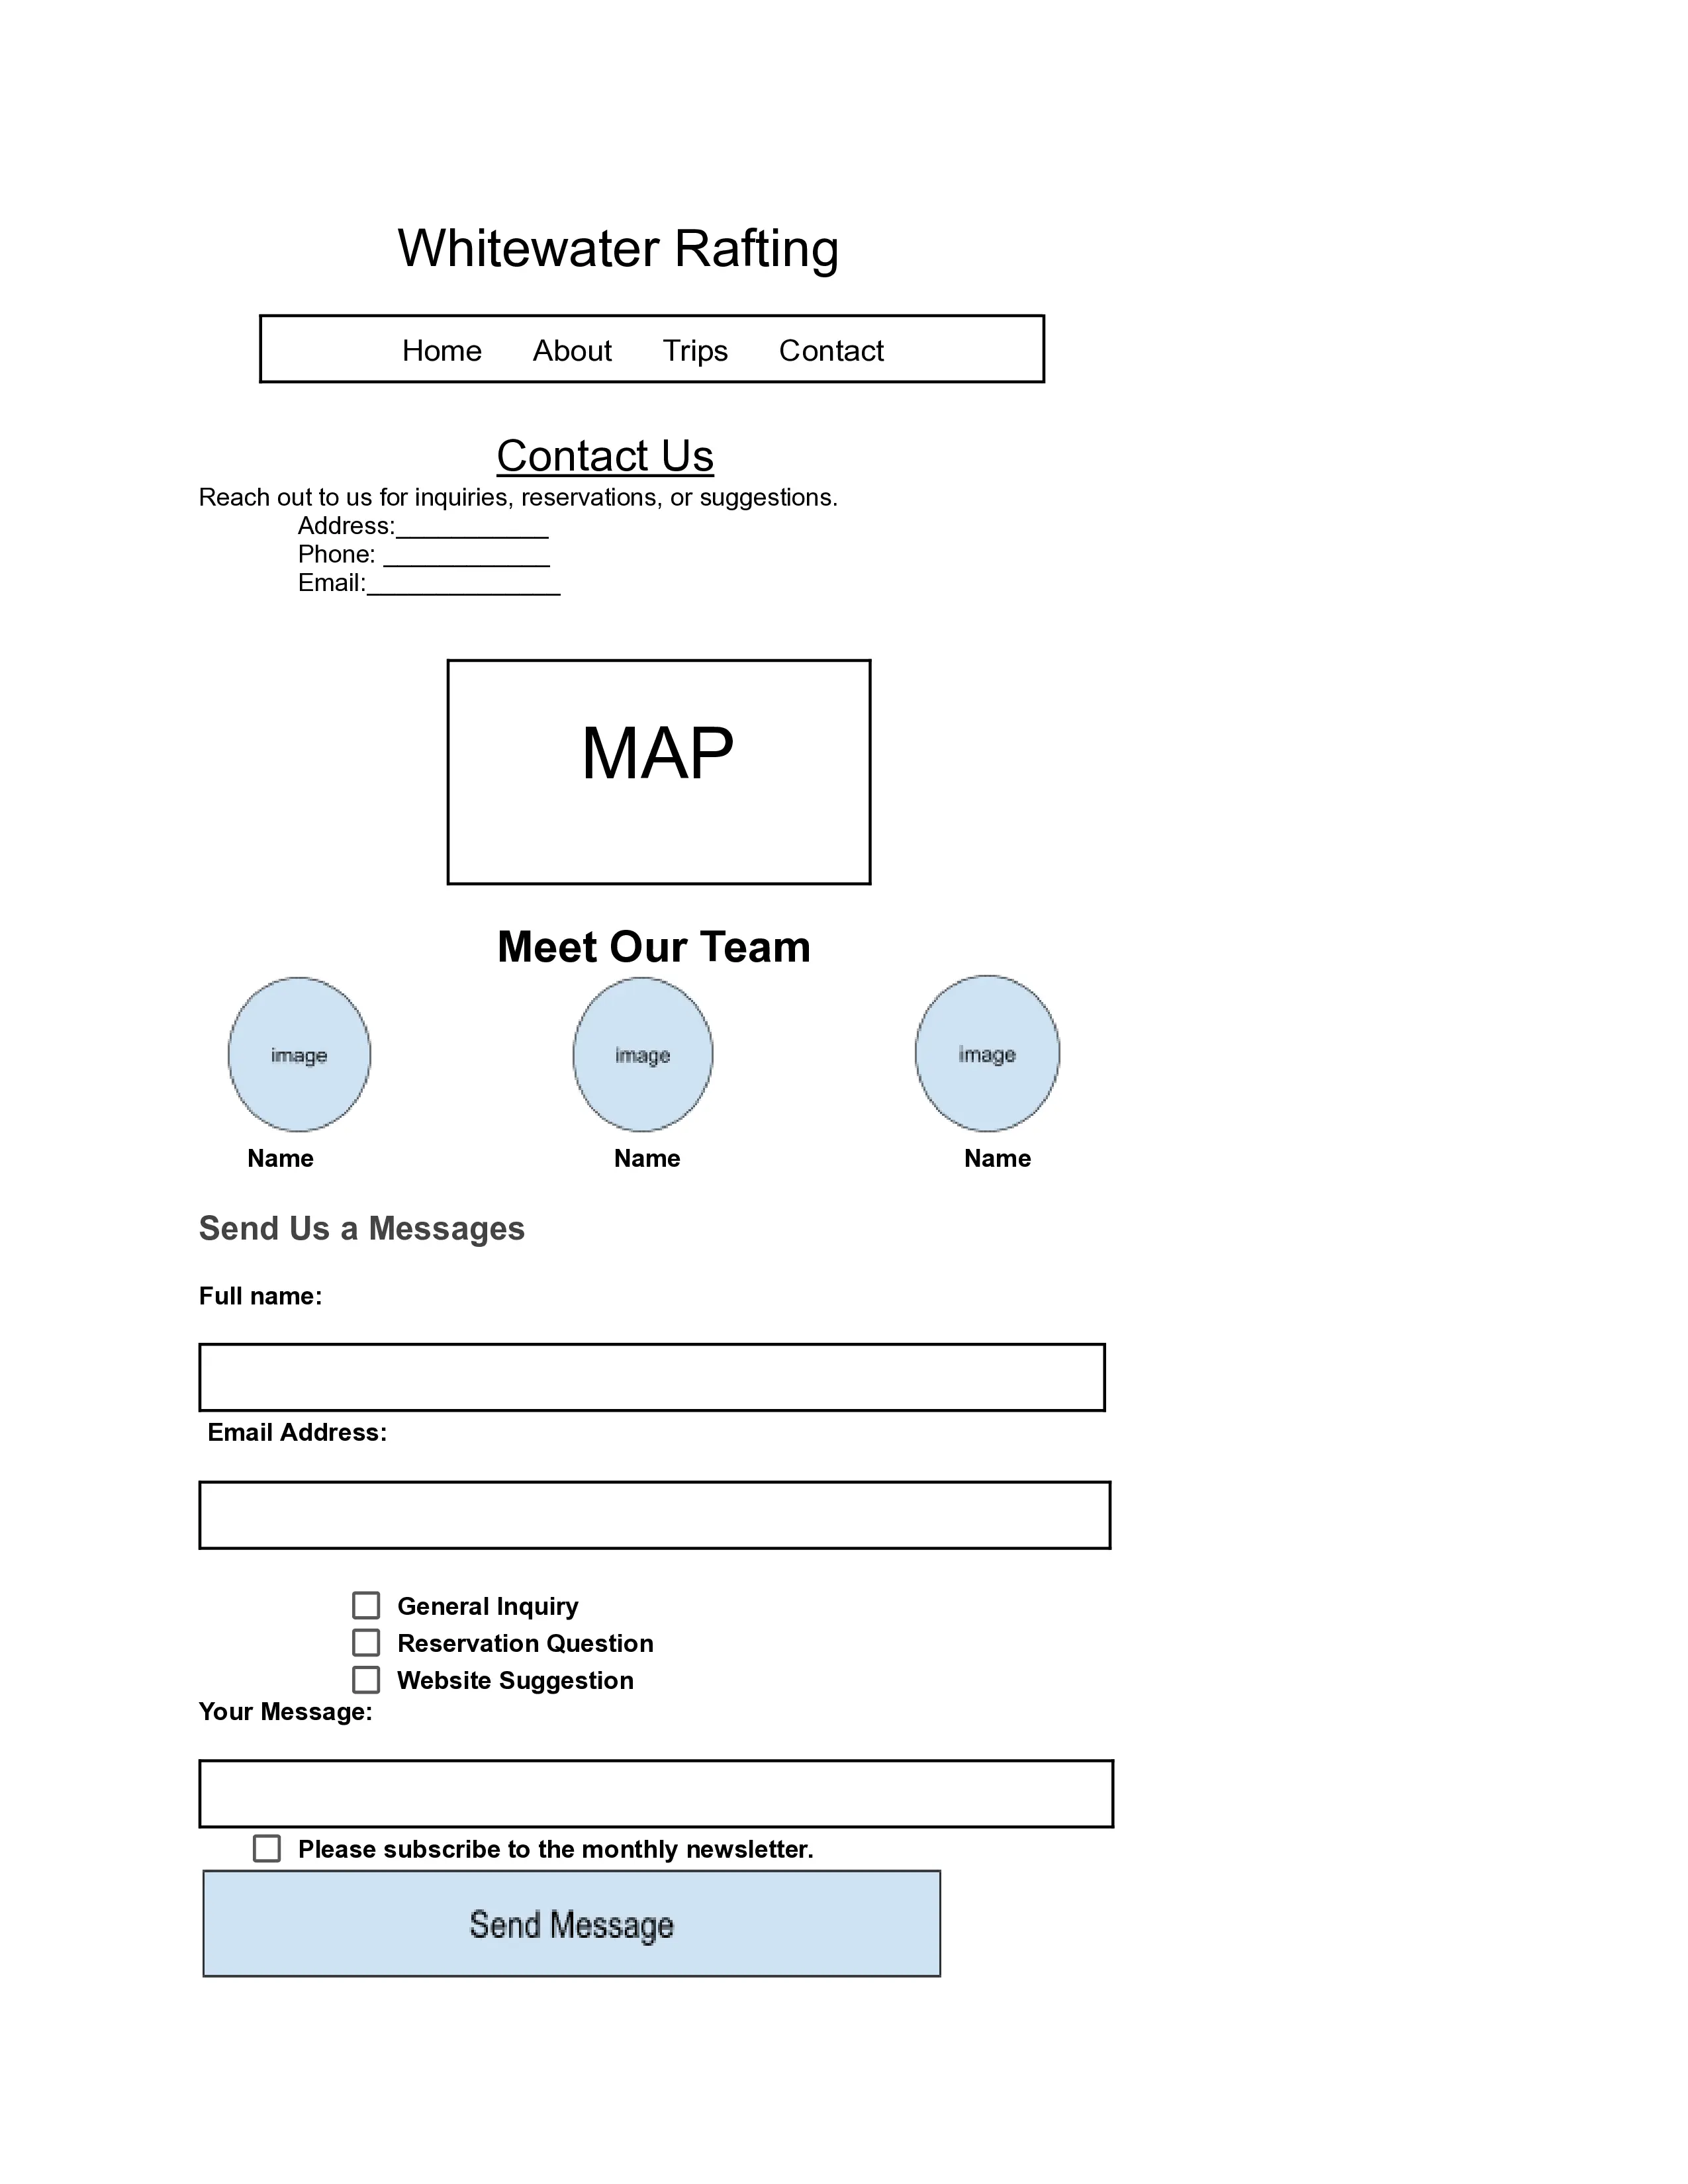 Whitewater Rafting
Home About Trips Contact
Contact Us
Reach out to us for inquiries, reservations, or suggestions.
Address:___________
Phone: ____________
Email:______________
MAP
Meet Our Team
image image image
Name Name Name
Send Us a Messages
Full name:
Email Address:
General Inquiry
Reservation Question
Website Suggestion
Your Message:
Please subscribe to the monthly newsletter.
Send Message